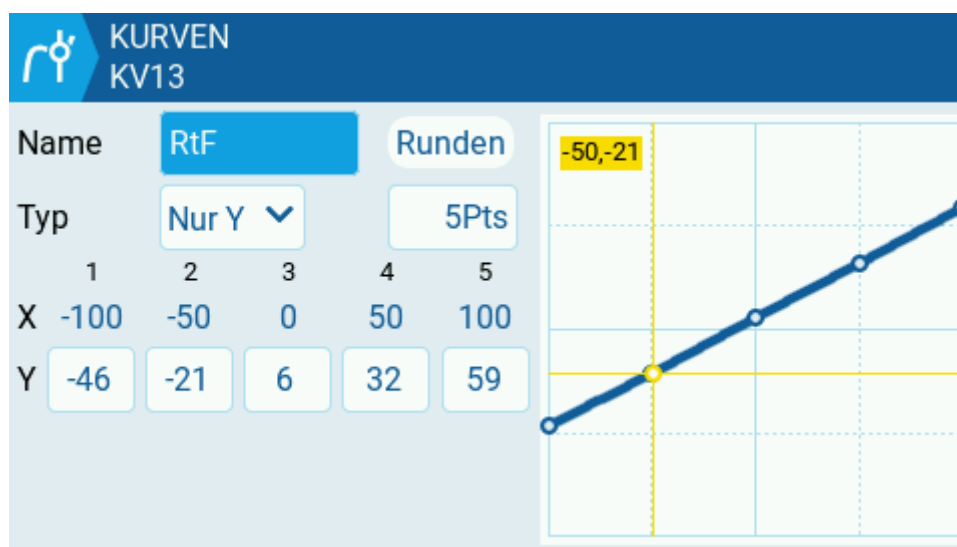 KURVEN
KV13
Name RtF Runden
Typ Nur Y 5Pts
1 2 3 4 5
X -100 -50 0 50 100
Y -46 -21 6 32 59
-50,-21